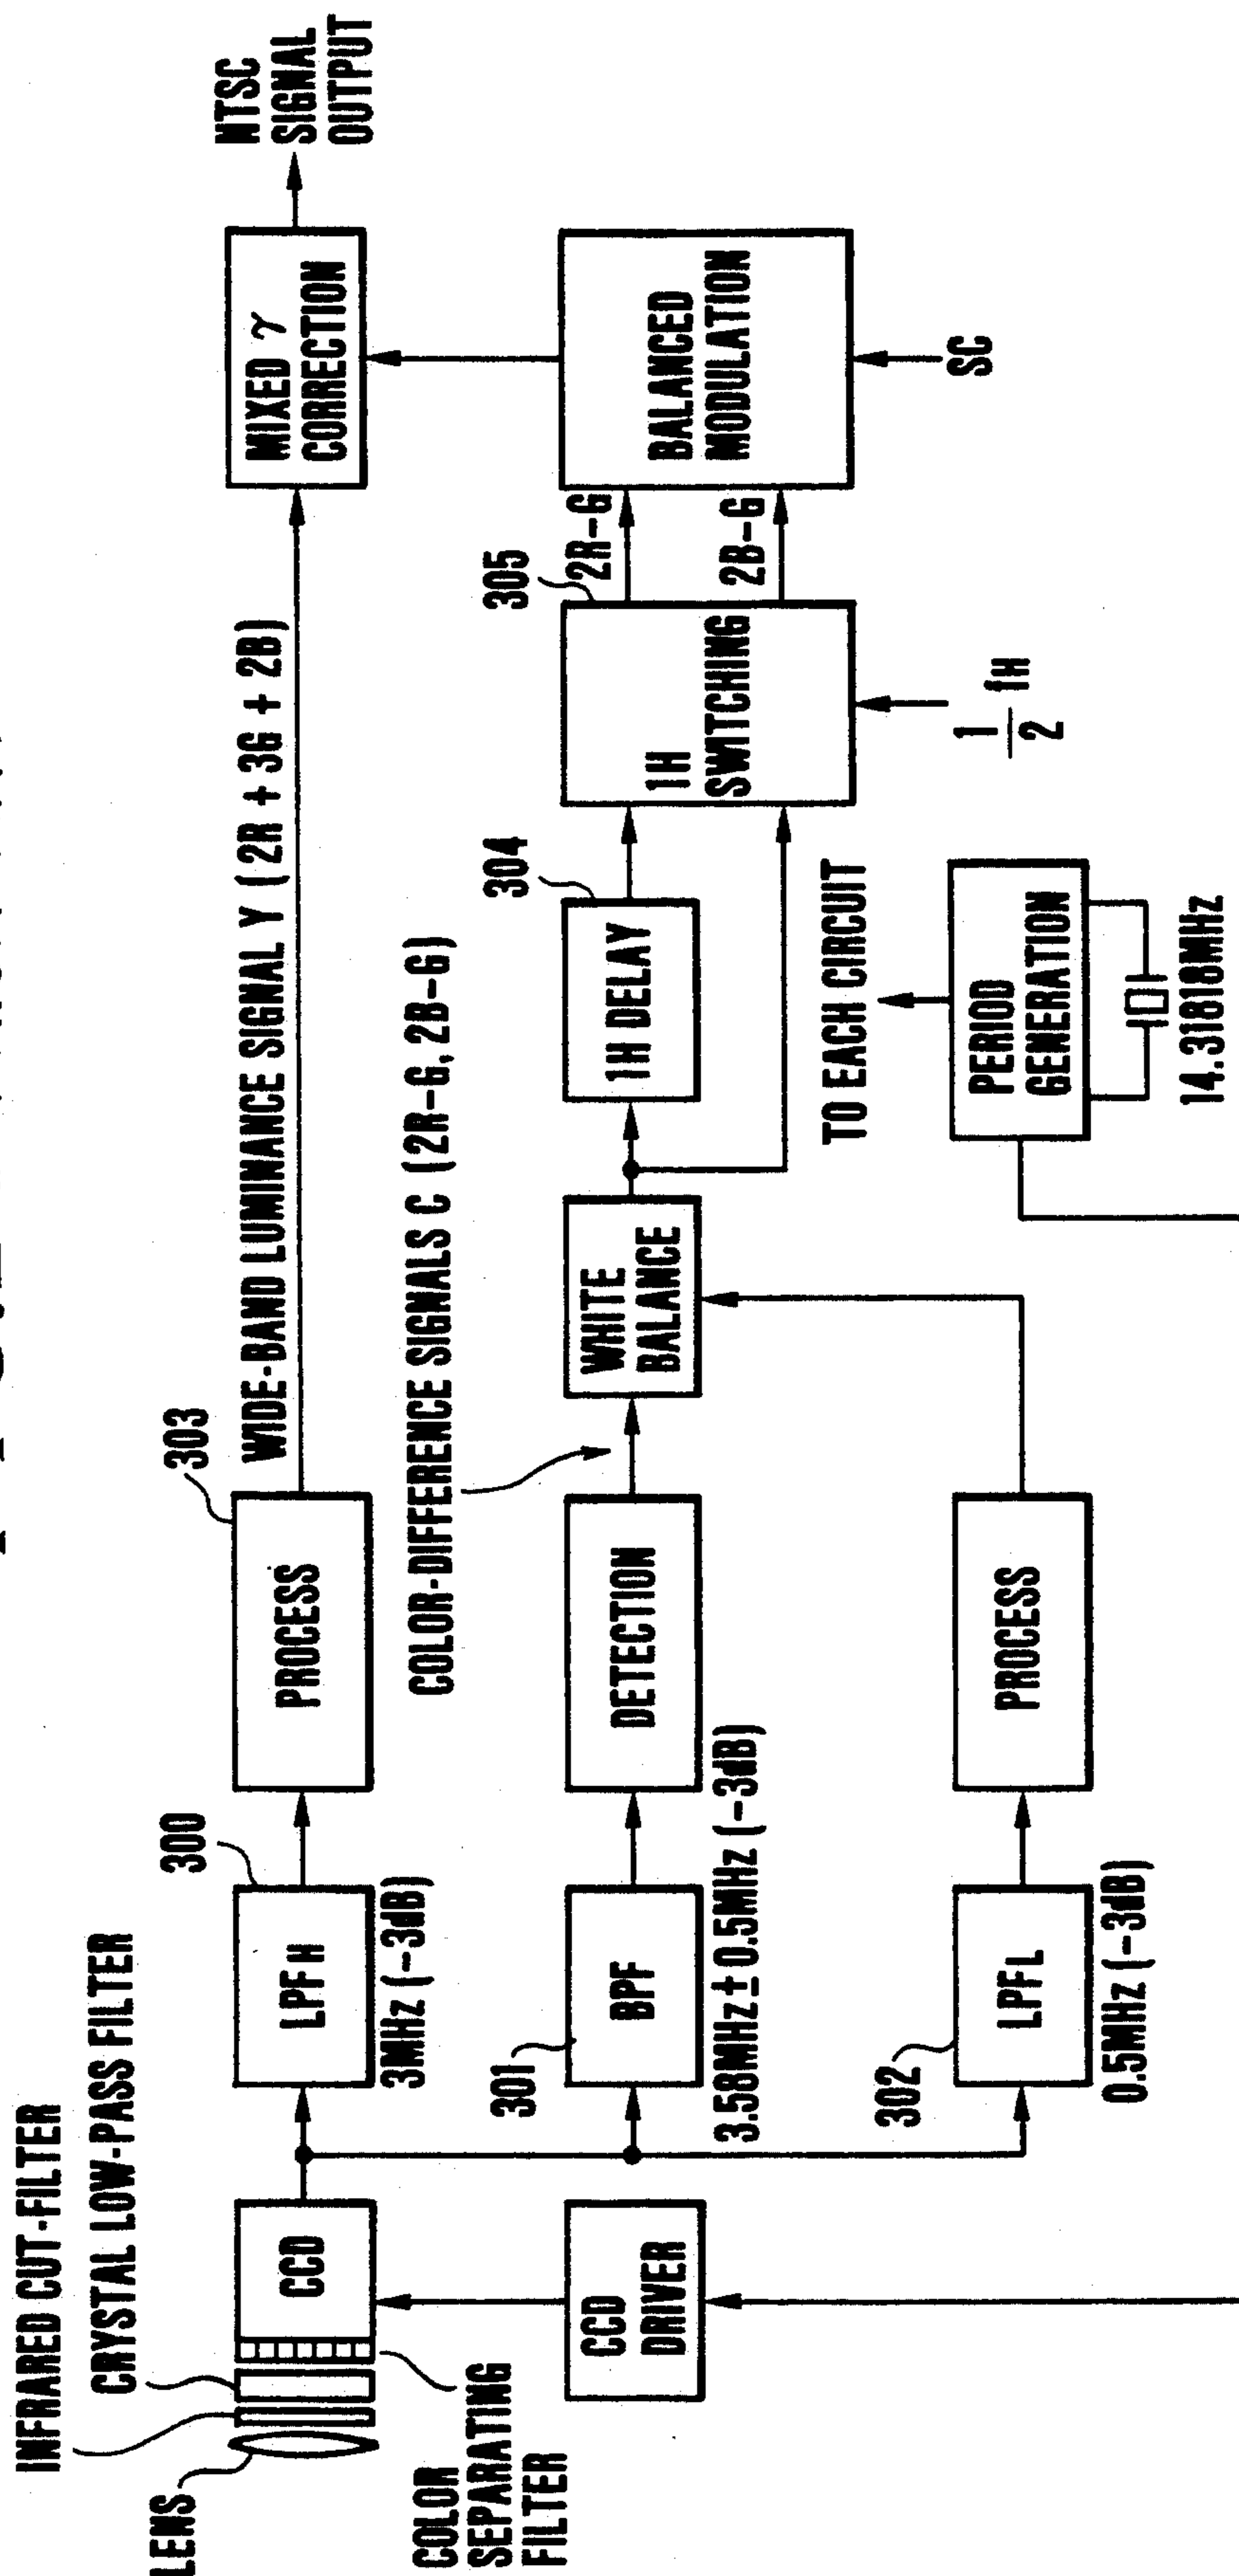 INFRARED CUT-FILTER
CRYSTAL LOW-PASS FILTER
LENS
COLOR
SEPARATING
FILTER
CCD
CCD
DRIVER
300
LPFH
3MHz (−3dB)
301
BPF
3.58MHz ± 0.5MHz (−3dB)
302
LPFL
0.5MHz (−3dB)
303
PROCESS
DETECTION
PROCESS
WIDE-BAND LUMINANCE SIGNAL Y (2R + 3G + 2B)
COLOR-DIFFERENCE SIGNALS C (2R−G, 2B−G)
WHITE
BALANCE
304
1H DELAY
TO EACH CIRCUIT
PERIOD
GENERATION
14.31818MHz
305
1H
SWITCHING
1
2
fH
2R−G
2B−G
BALANCED
MODULATION
SC
MIXED γ
CORRECTION
NTSC
SIGNAL
OUTPUT